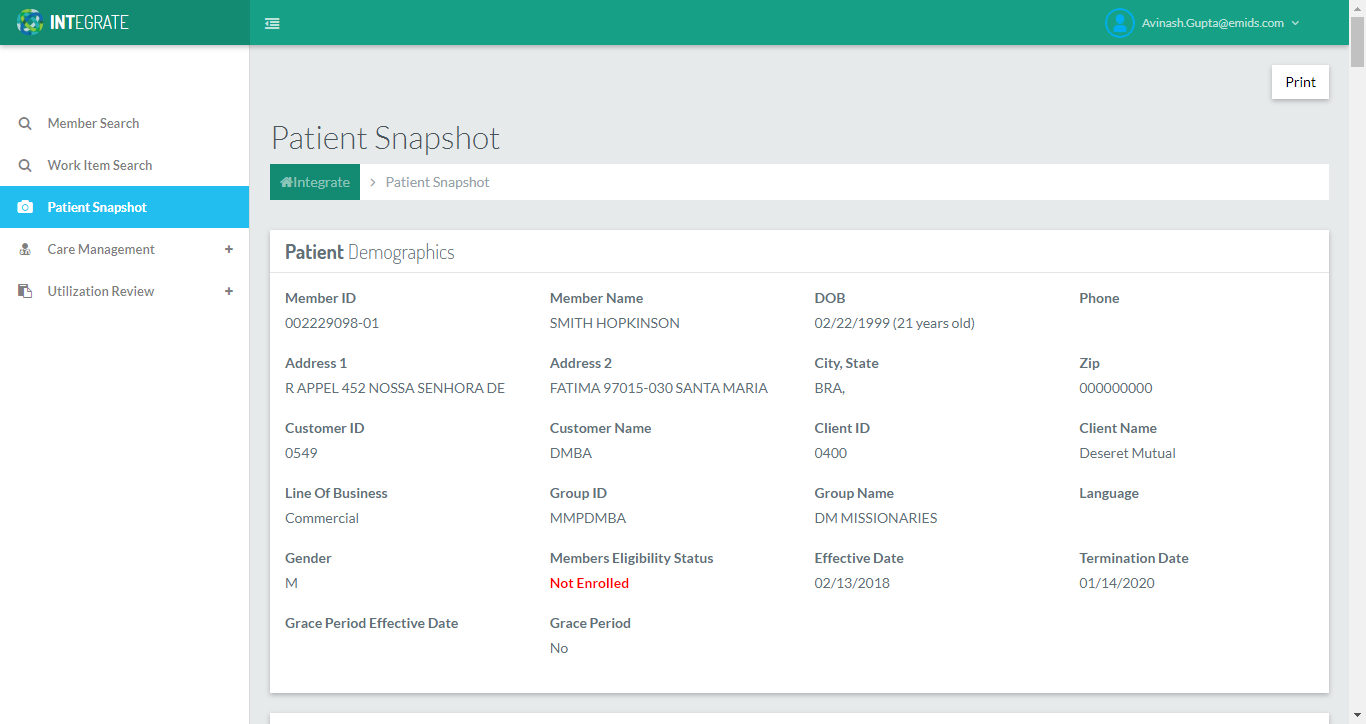 INTEGRATE
Avinash.Gupta@emids.com
Print
Member Search
Work Item Search
Patient Snapshot
Care Management +
Utilization Review +
Patient Snapshot
Integrate > Patient Snapshot
Patient Demographics
Member ID Member Name DOB Phone
002229098-01 SMITH HOPKINSON 02/22/1999 (21 years old)
Address 1 Address 2 City, State Zip
R APPEL 452 NOSSA SENHORA DE FATIMA 97015-030 SANTA MARIA BRA, 000000000
Customer ID Customer Name Client ID Client Name
0549 DMBA 0400 Deseret Mutual
Line Of Business Group ID Group Name Language
Commercial MMPDMBA DM MISSIONARIES
Gender Members Eligibility Status Effective Date Termination Date
M Not Enrolled 02/13/2018 01/14/2020
Grace Period Effective Date Grace Period
No